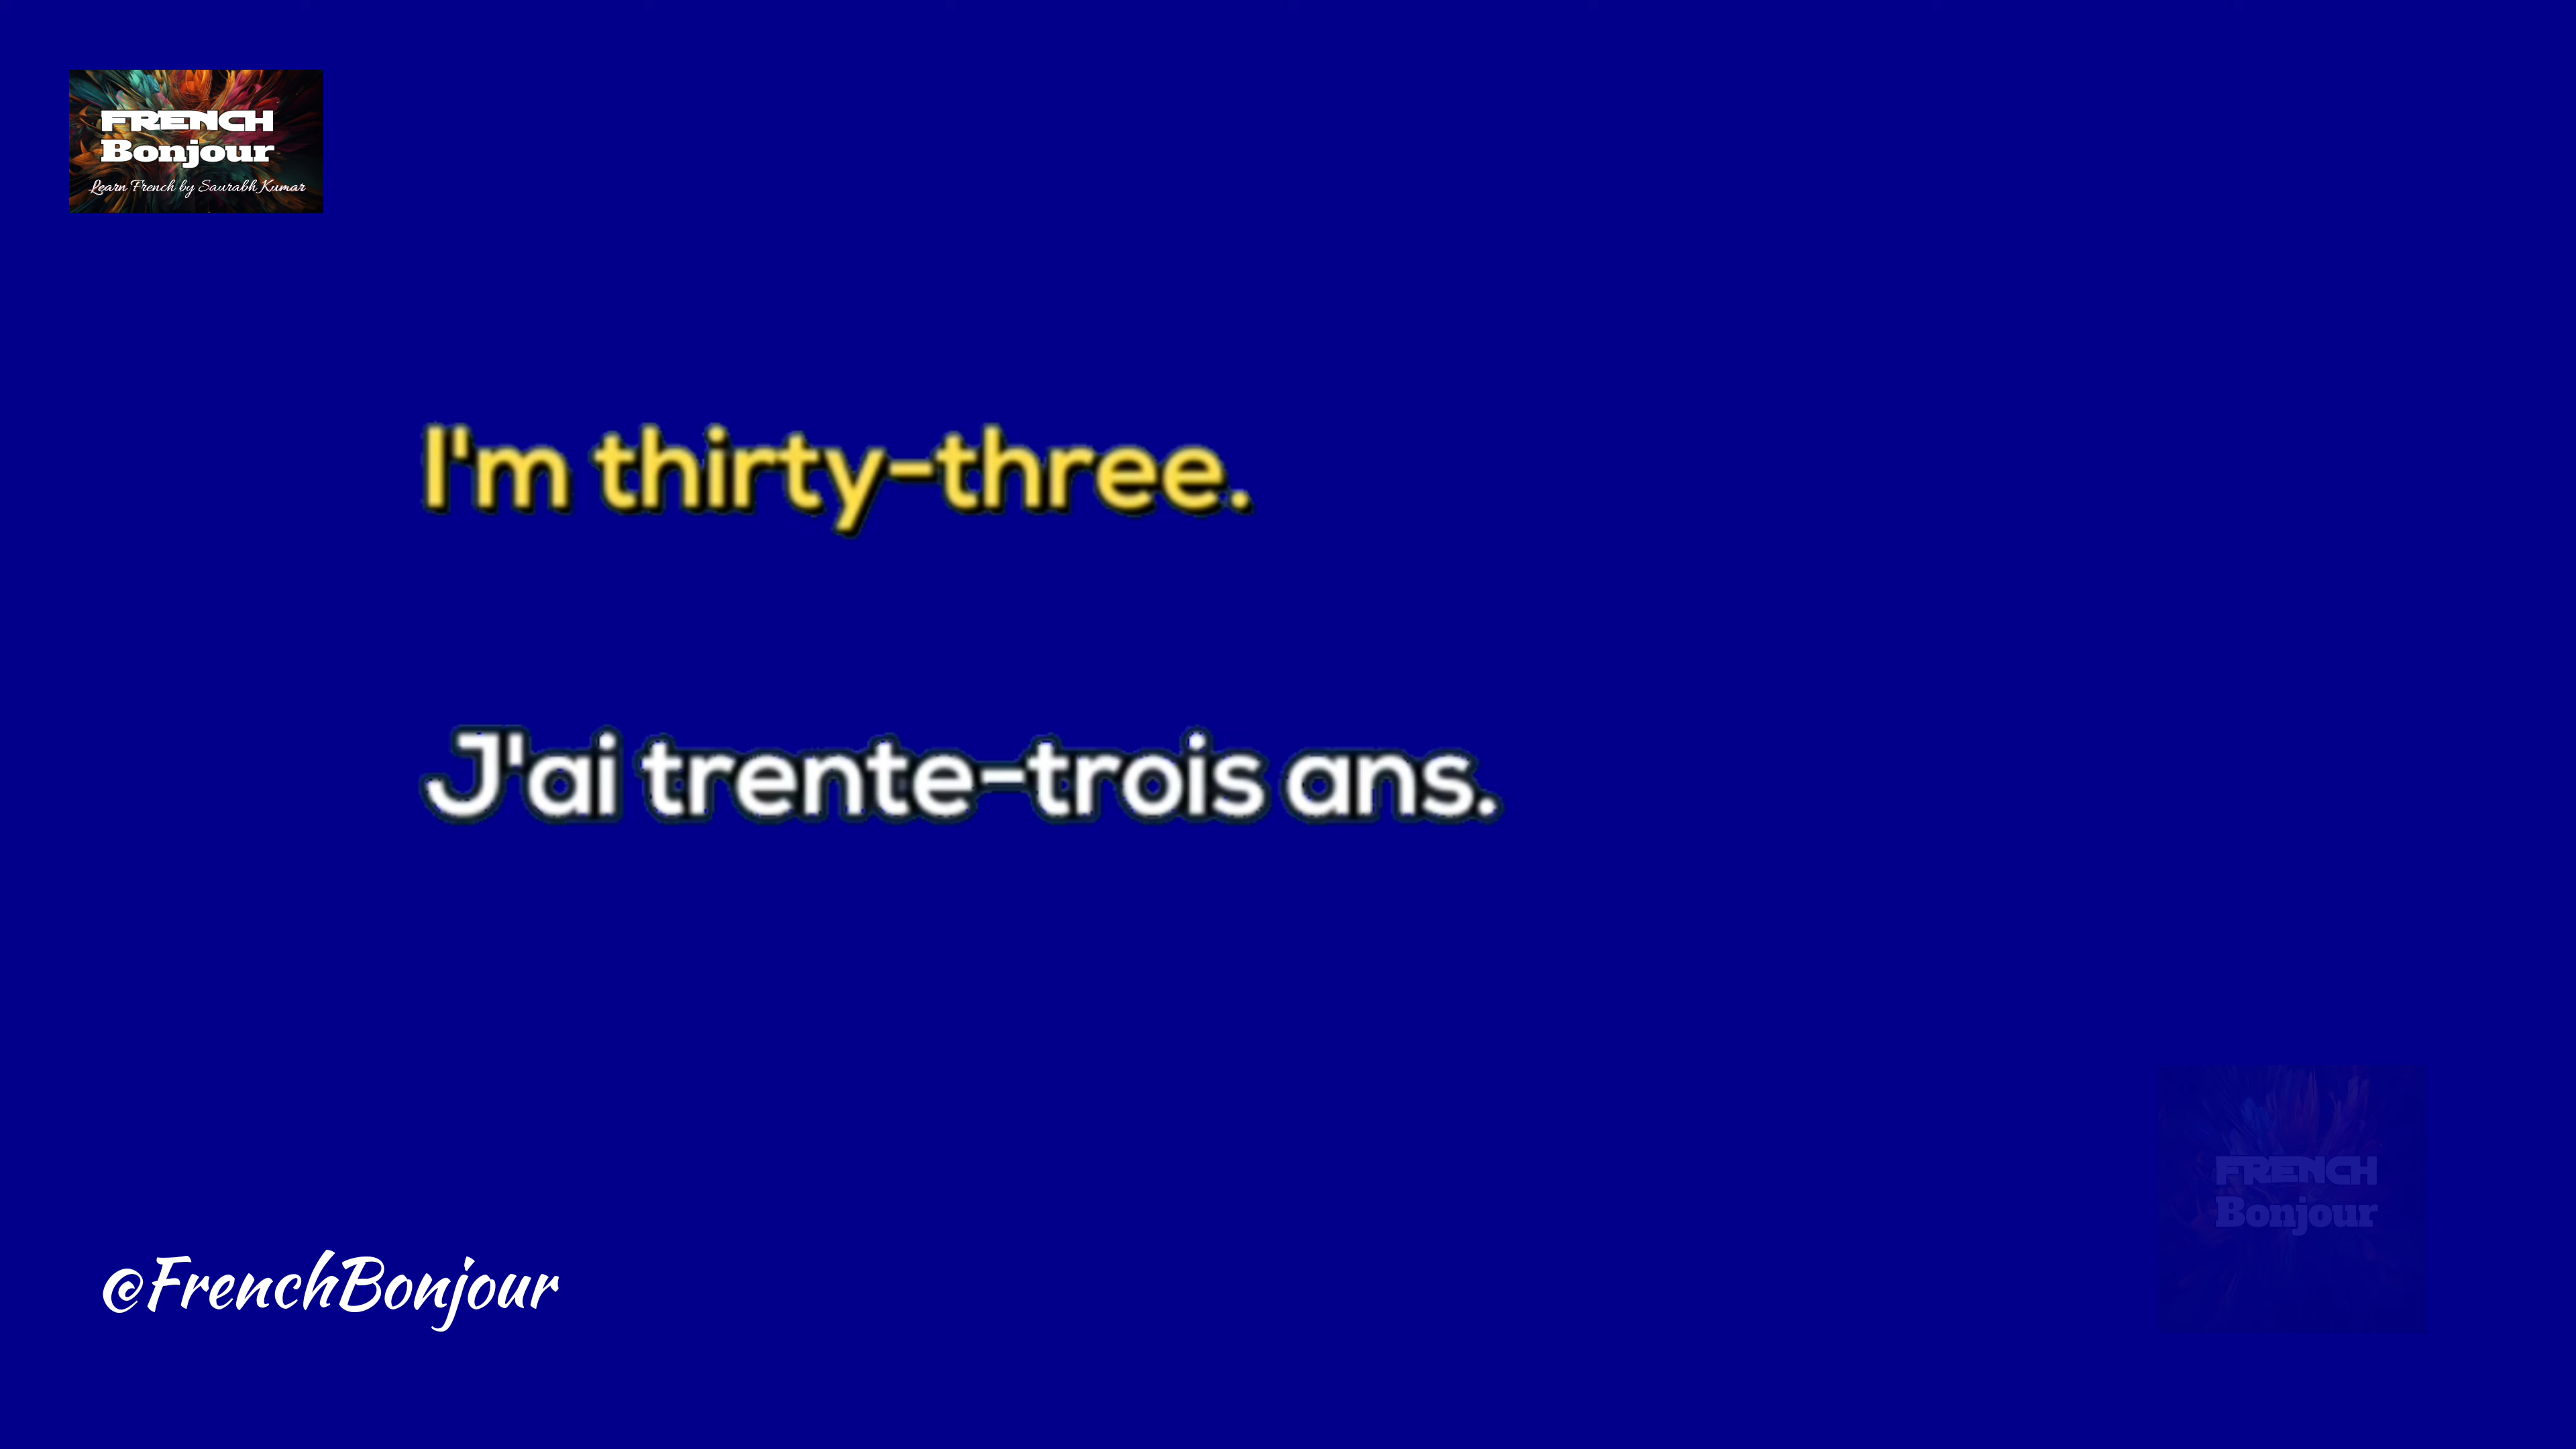 FRENCH
Bonjour
Learn French by Saurabh Kumar
I'm thirty-three.
J'ai trente-trois ans.
FRENCH
Bonjour
@FrenchBonjour